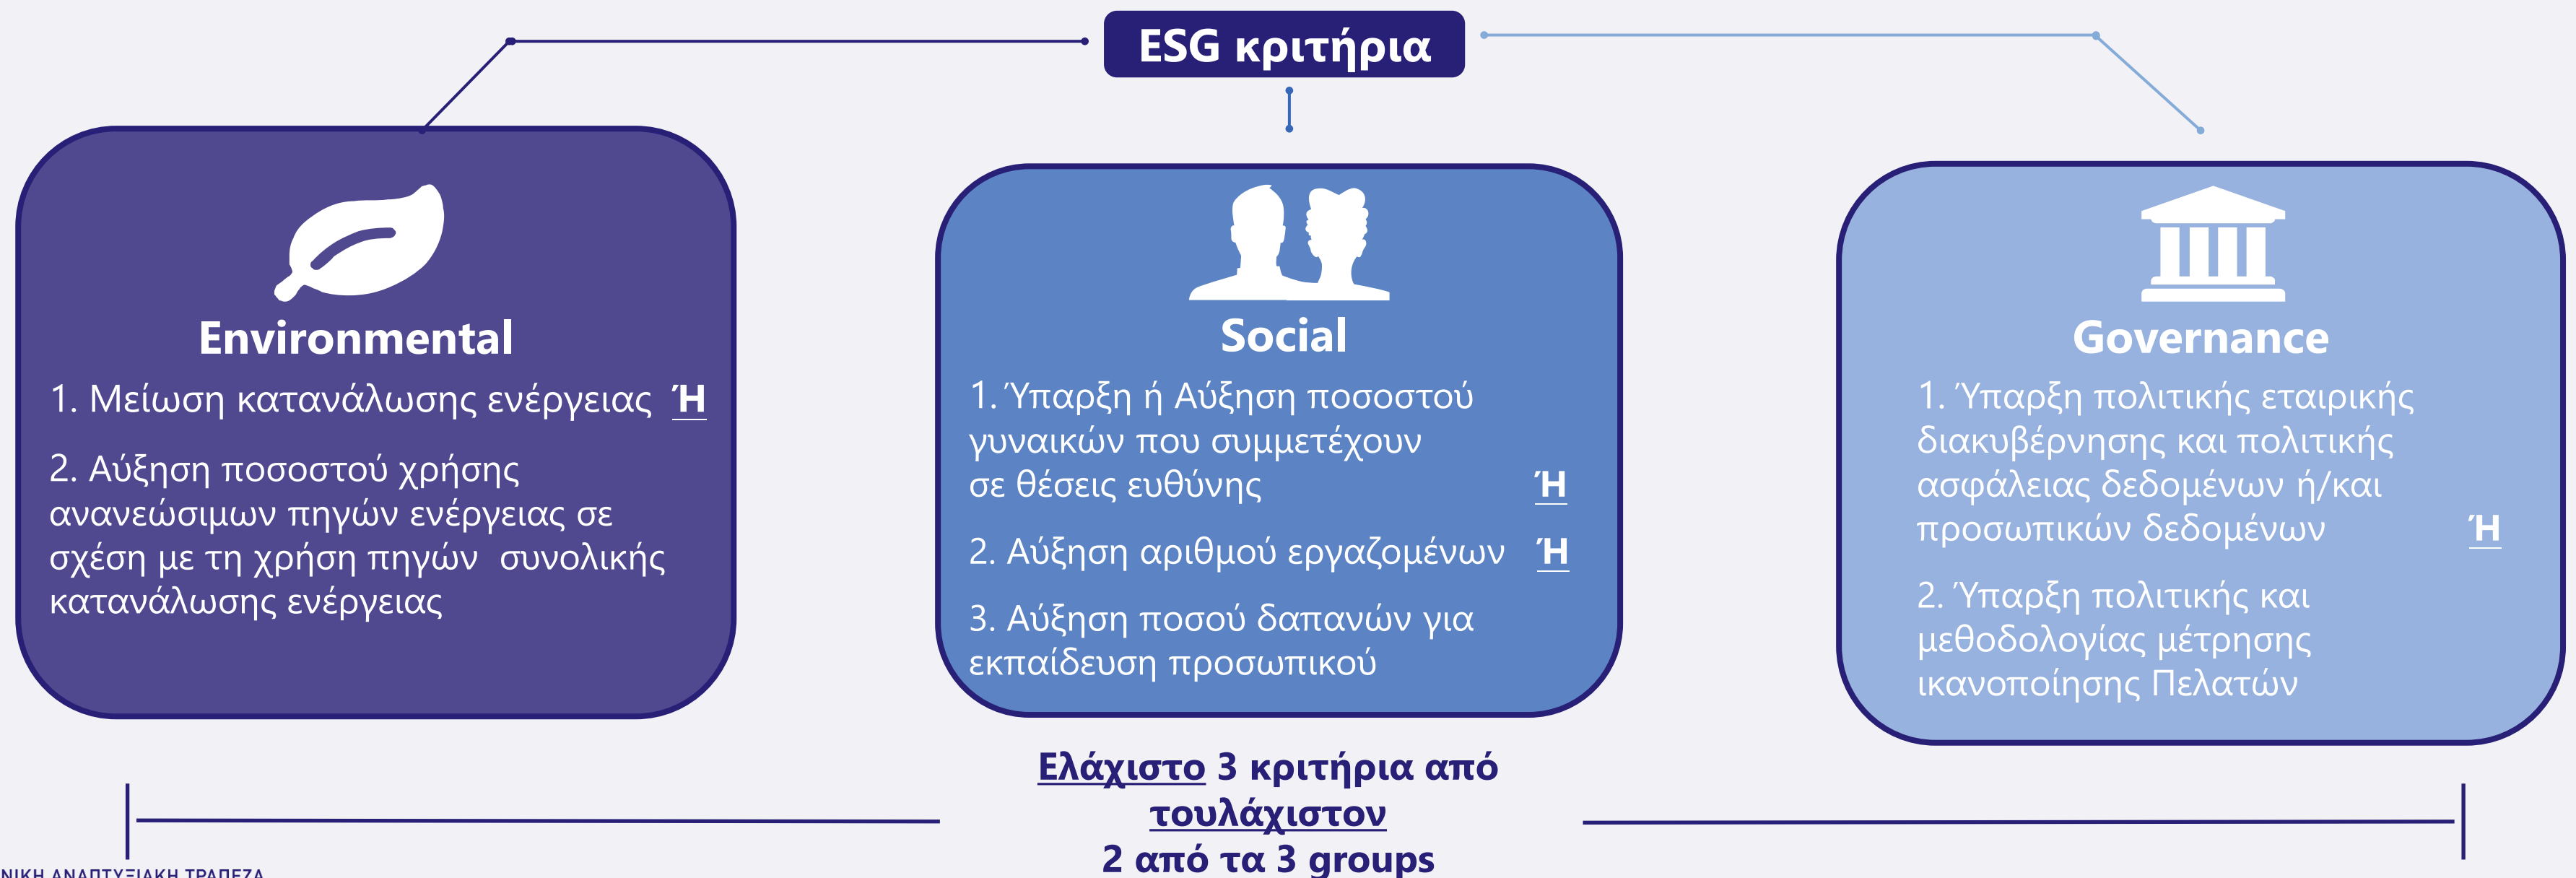 ESG κριτήρια
Environmental
1. Μείωση κατανάλωσης ενέργειας Ή
2. Αύξηση ποσοστού χρήσης
ανανεώσιμων πηγών ενέργειας σε
σχέση με τη χρήση πηγών συνολικής
κατανάλωσης ενέργειας
Social
1. Ύπαρξη ή Αύξηση ποσοστού
γυναικών που συμμετέχουν
σε θέσεις ευθύνης Ή
2. Αύξηση αριθμού εργαζομένων Ή
3. Αύξηση ποσού δαπανών για
εκπαίδευση προσωπικού
Governance
1. Ύπαρξη πολιτικής εταιρικής
διακυβέρνησης και πολιτικής
ασφάλειας δεδομένων ή/και
προσωπικών δεδομένων Ή
2. Ύπαρξη πολιτικής και
μεθοδολογίας μέτρησης
ικανοποίησης Πελατών
Ελάχιστο 3 κριτήρια από
τουλάχιστον
2 από τα 3 groups
ΝΙΚΗ ΑΝΑΠΤΥΞΙΑΚΗ ΤΡΑΠΕΖΑ